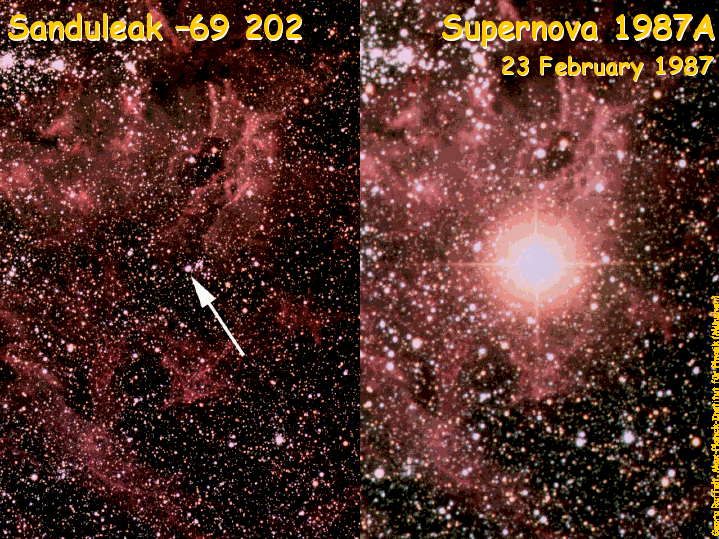 Sanduleak -69 202
Supernova 1987A
23 February 1987